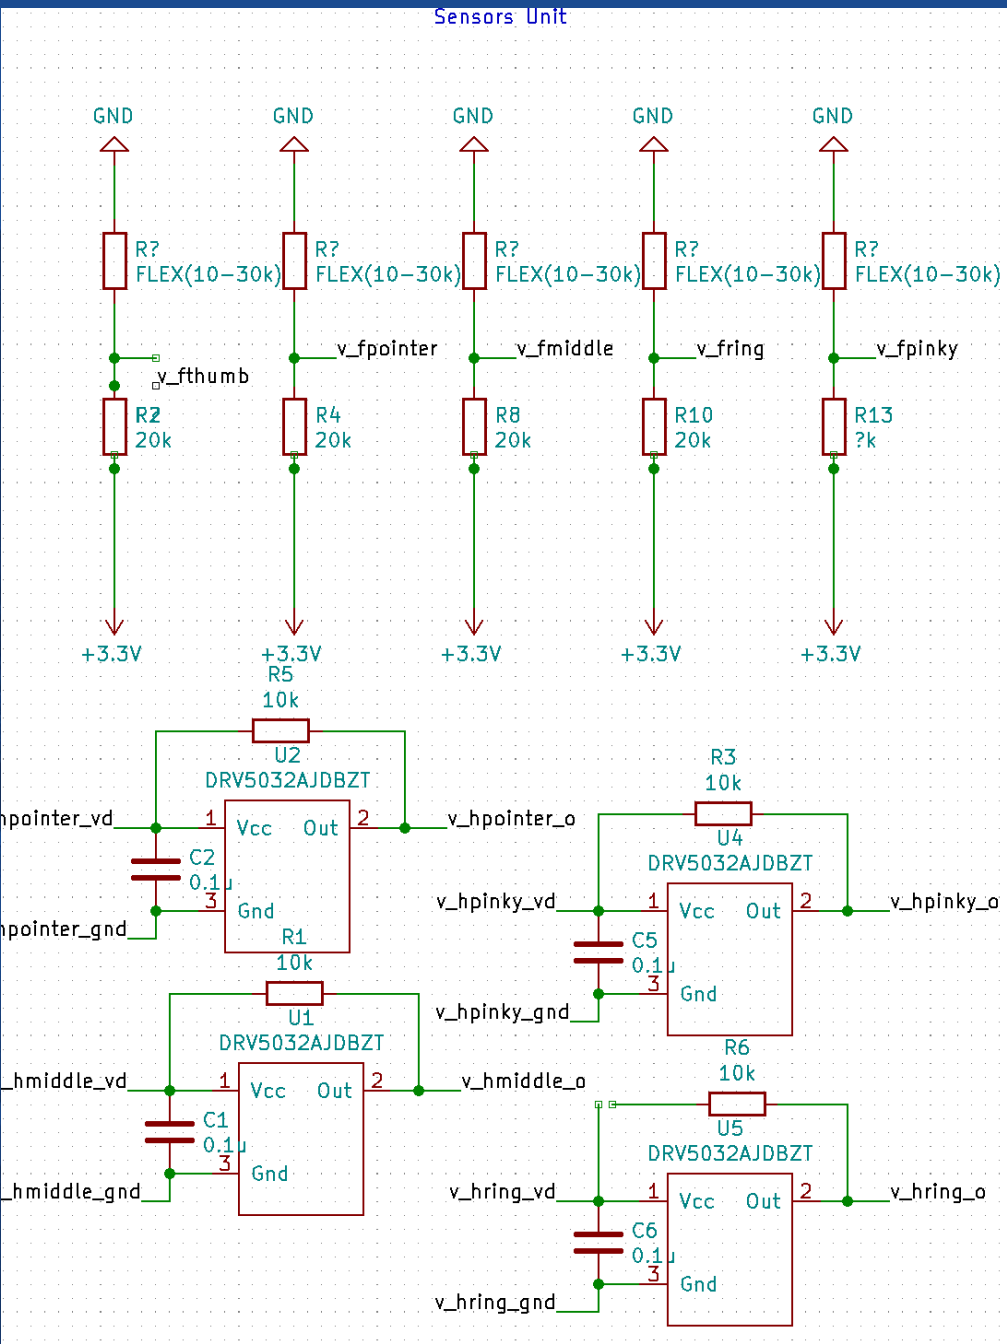 Sensors Unit
GND GND GND GND GND
R? R? R? R? R?
FLEX(10-30k) FLEX(10-30k) FLEX(10-30k) FLEX(10-30k) FLEX(10-30k)
v_fpointer v_fmiddle v_fring v_fpinky
v_fthumb
R4 R8 R10 R13
20k 20k 20k 20k ?k
+3.3V +3.3V +3.3V +3.3V +3.3V
R5
10k
U2
DRV5032AJDBZT
pointer_vd 1 Vcc Out 2 v_hpointer_o
C2
0.1u
3 Gnd
pointer_gnd
R3
10k
U4
DRV5032AJDBZT
v_hpinky_vd 1 Vcc Out 2 v_hpinky_o
C5
0.1u
3 Gnd
v_hpinky_gnd
R1
10k
U1
DRV5032AJDBZT
_hmiddle_vd 1 Vcc Out 2 v_hmiddle_o
C1
0.1u
3 Gnd
_hmiddle_gnd
R6
10k
U5
DRV5032AJDBZT
v_hring_vd 1 Vcc Out 2 v_hring_o
C6
0.1u
3 Gnd
v_hring_gnd